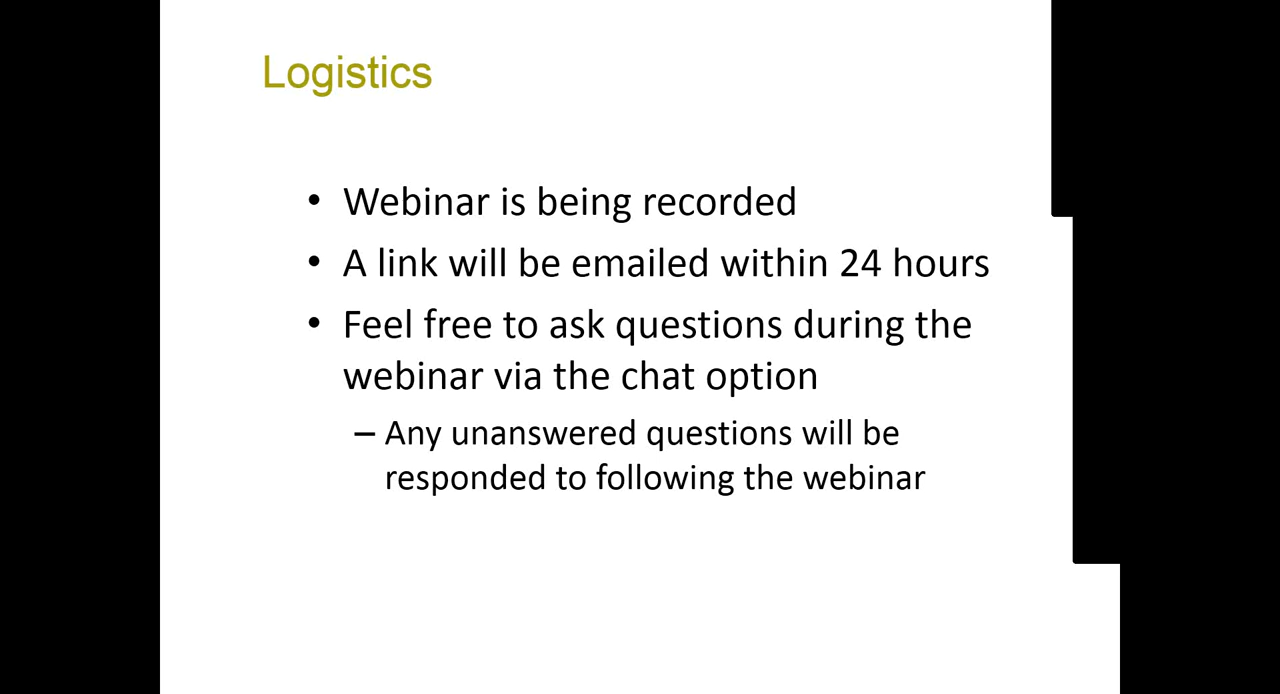 Logistics
• Webinar is being recorded
• A link will be emailed within 24 hours
• Feel free to ask questions during the
webinar via the chat option
– Any unanswered questions will be
responded to following the webinar